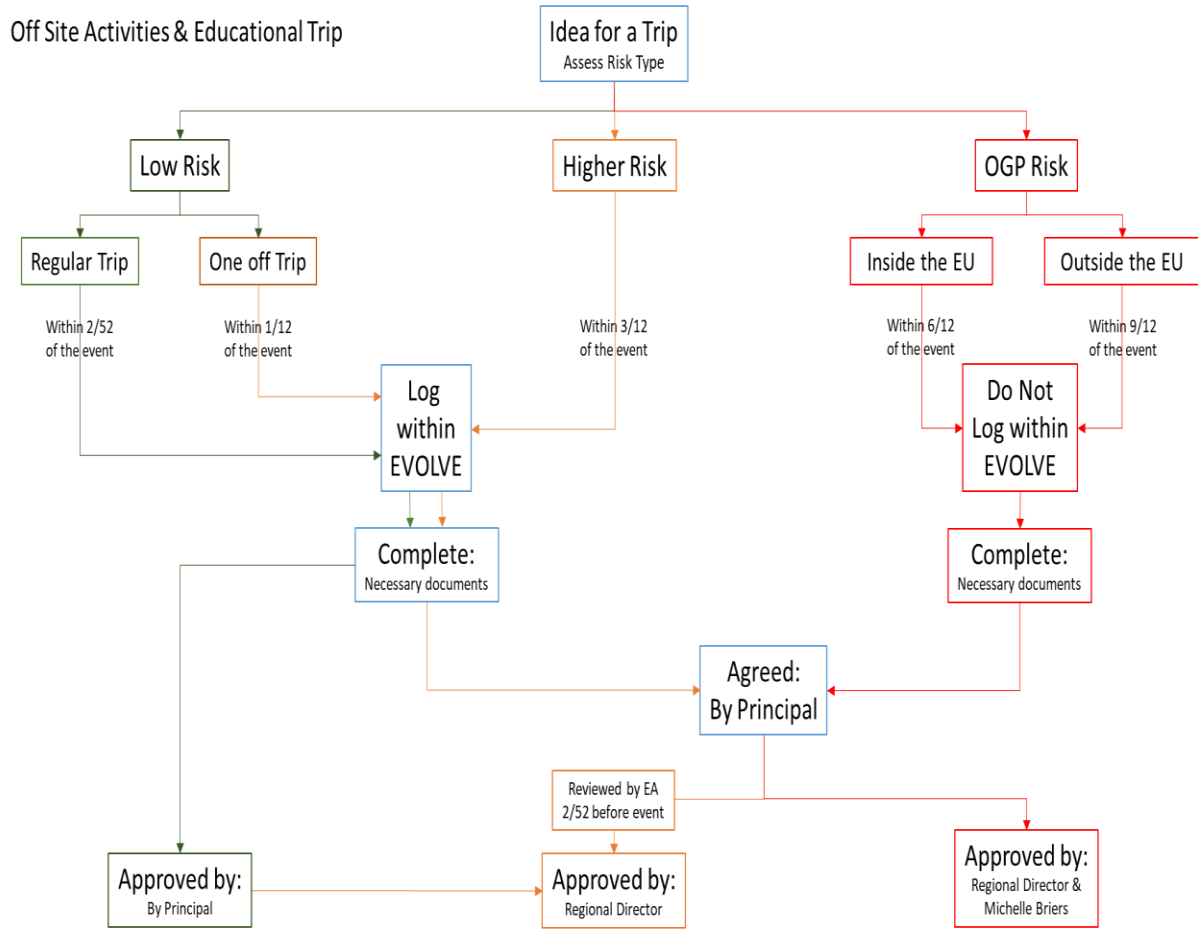 Off Site Activities & Educational Trip
Idea for a Trip
Assess Risk Type
Low Risk
Higher Risk
OGP Risk
Regular Trip
One off Trip
Inside the EU
Outside the EU
Within 2/52
of the event
Within 1/12
of the event
Within 3/12
of the event
Within 6/12
of the event
Within 9/12
of the event
Log
within
EVOLVE
Do Not
Log within
EVOLVE
Complete:
Necessary documents
Complete:
Necessary documents
Agreed:
By Principal
Reviewed by EA
2/52 before event
Approved by:
By Principal
Approved by:
Regional Director
Approved by:
Regional Director &
Michelle Briers